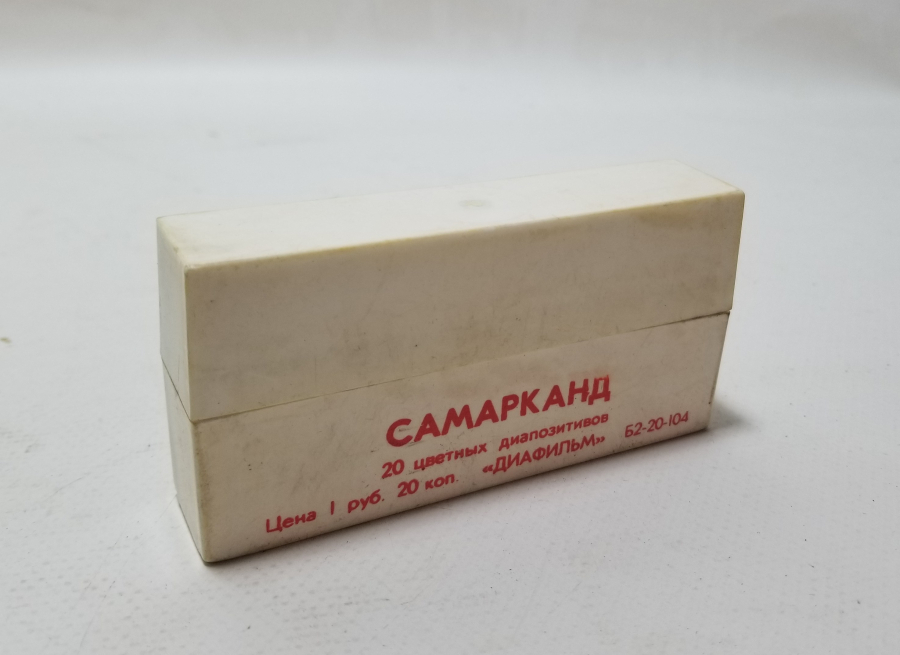 САМАРКАНД
20 цветных диапозитивов
Цена 1 руб. 20 коп. «ДИАФИЛЬМ» Б2-20-104